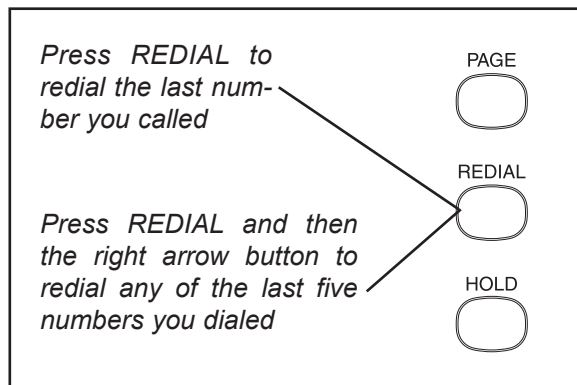 Press REDIAL to
redial the last num-
ber you called
Press REDIAL and then
the right arrow button to
redial any of the last five
numbers you dialed
PAGE
REDIAL
HOLD